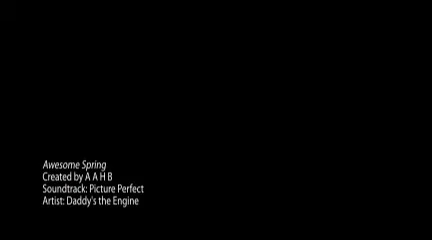 Awesome Spring
Created by A A H B
Soundtrack: Picture Perfect
Artist: Daddy's the Engine